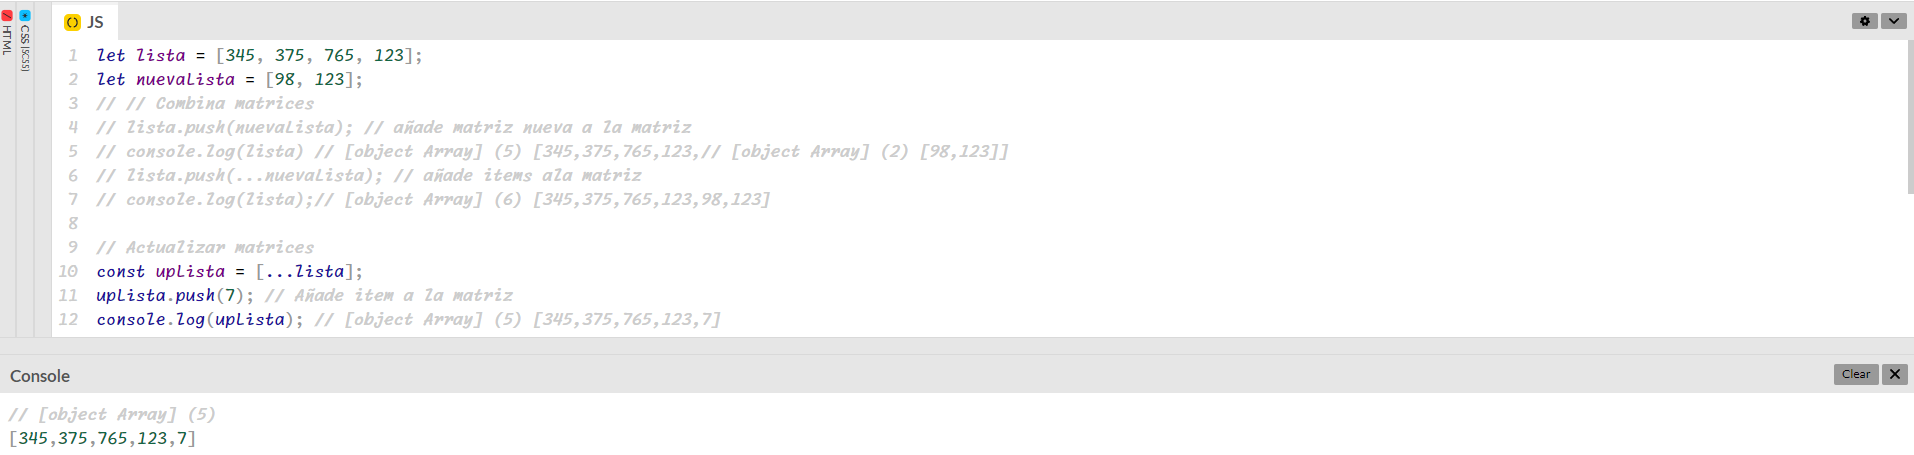 HTML
CSS (SCSS)
JS
1 let lista = [345, 375, 765, 123];
2 let nuevaLista = [98, 123];
3 // // Combina matrices
4 // lista.push(nuevaLista); // añade matriz nueva a la matriz
5 // console.log(lista) // [object Array] (5) [345,375,765,123,// [object Array] (2) [98,123]]
6 // lista.push(...nuevaLista); // añade items ala matriz
7 // console.log(lista);// [object Array] (6) [345,375,765,123,98,123]
8
9 // Actualizar matrices
10 const upLista = [...lista];
11 upLista.push(7); // Añade item a la matriz
12 console.log(upLista); // [object Array] (5) [345,375,765,123,7]
Console
Clear
// [object Array] (5)
[345,375,765,123,7]